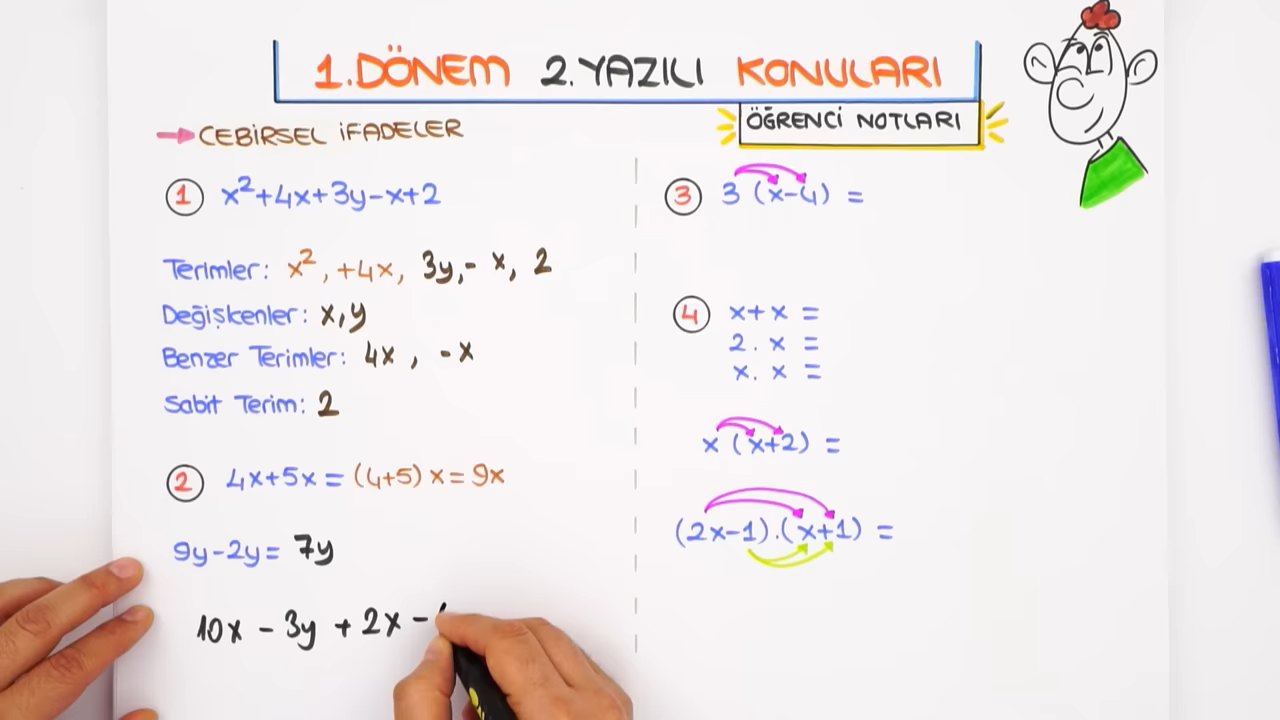 1.DÖNEM 2.YAZILI KONULARI
ÖĞRENCİ NOTLARI
CEBİRSEL İFADELER
1 x²+4x+3y-x+2
Terimler: x², +4x, 3y, - x, 2
Değişkenler: x,y
Benzer Terimler: 4x , - x
Sabit Terim: 2
2 4x+5x= (4+5) x= 9x
9y-2y= 7y
10x - 3y + 2x -
3 3 (x-4) =
4 x+x =
2. x =
x. x =
x (x+2) =
(2x-1).(x+1) =